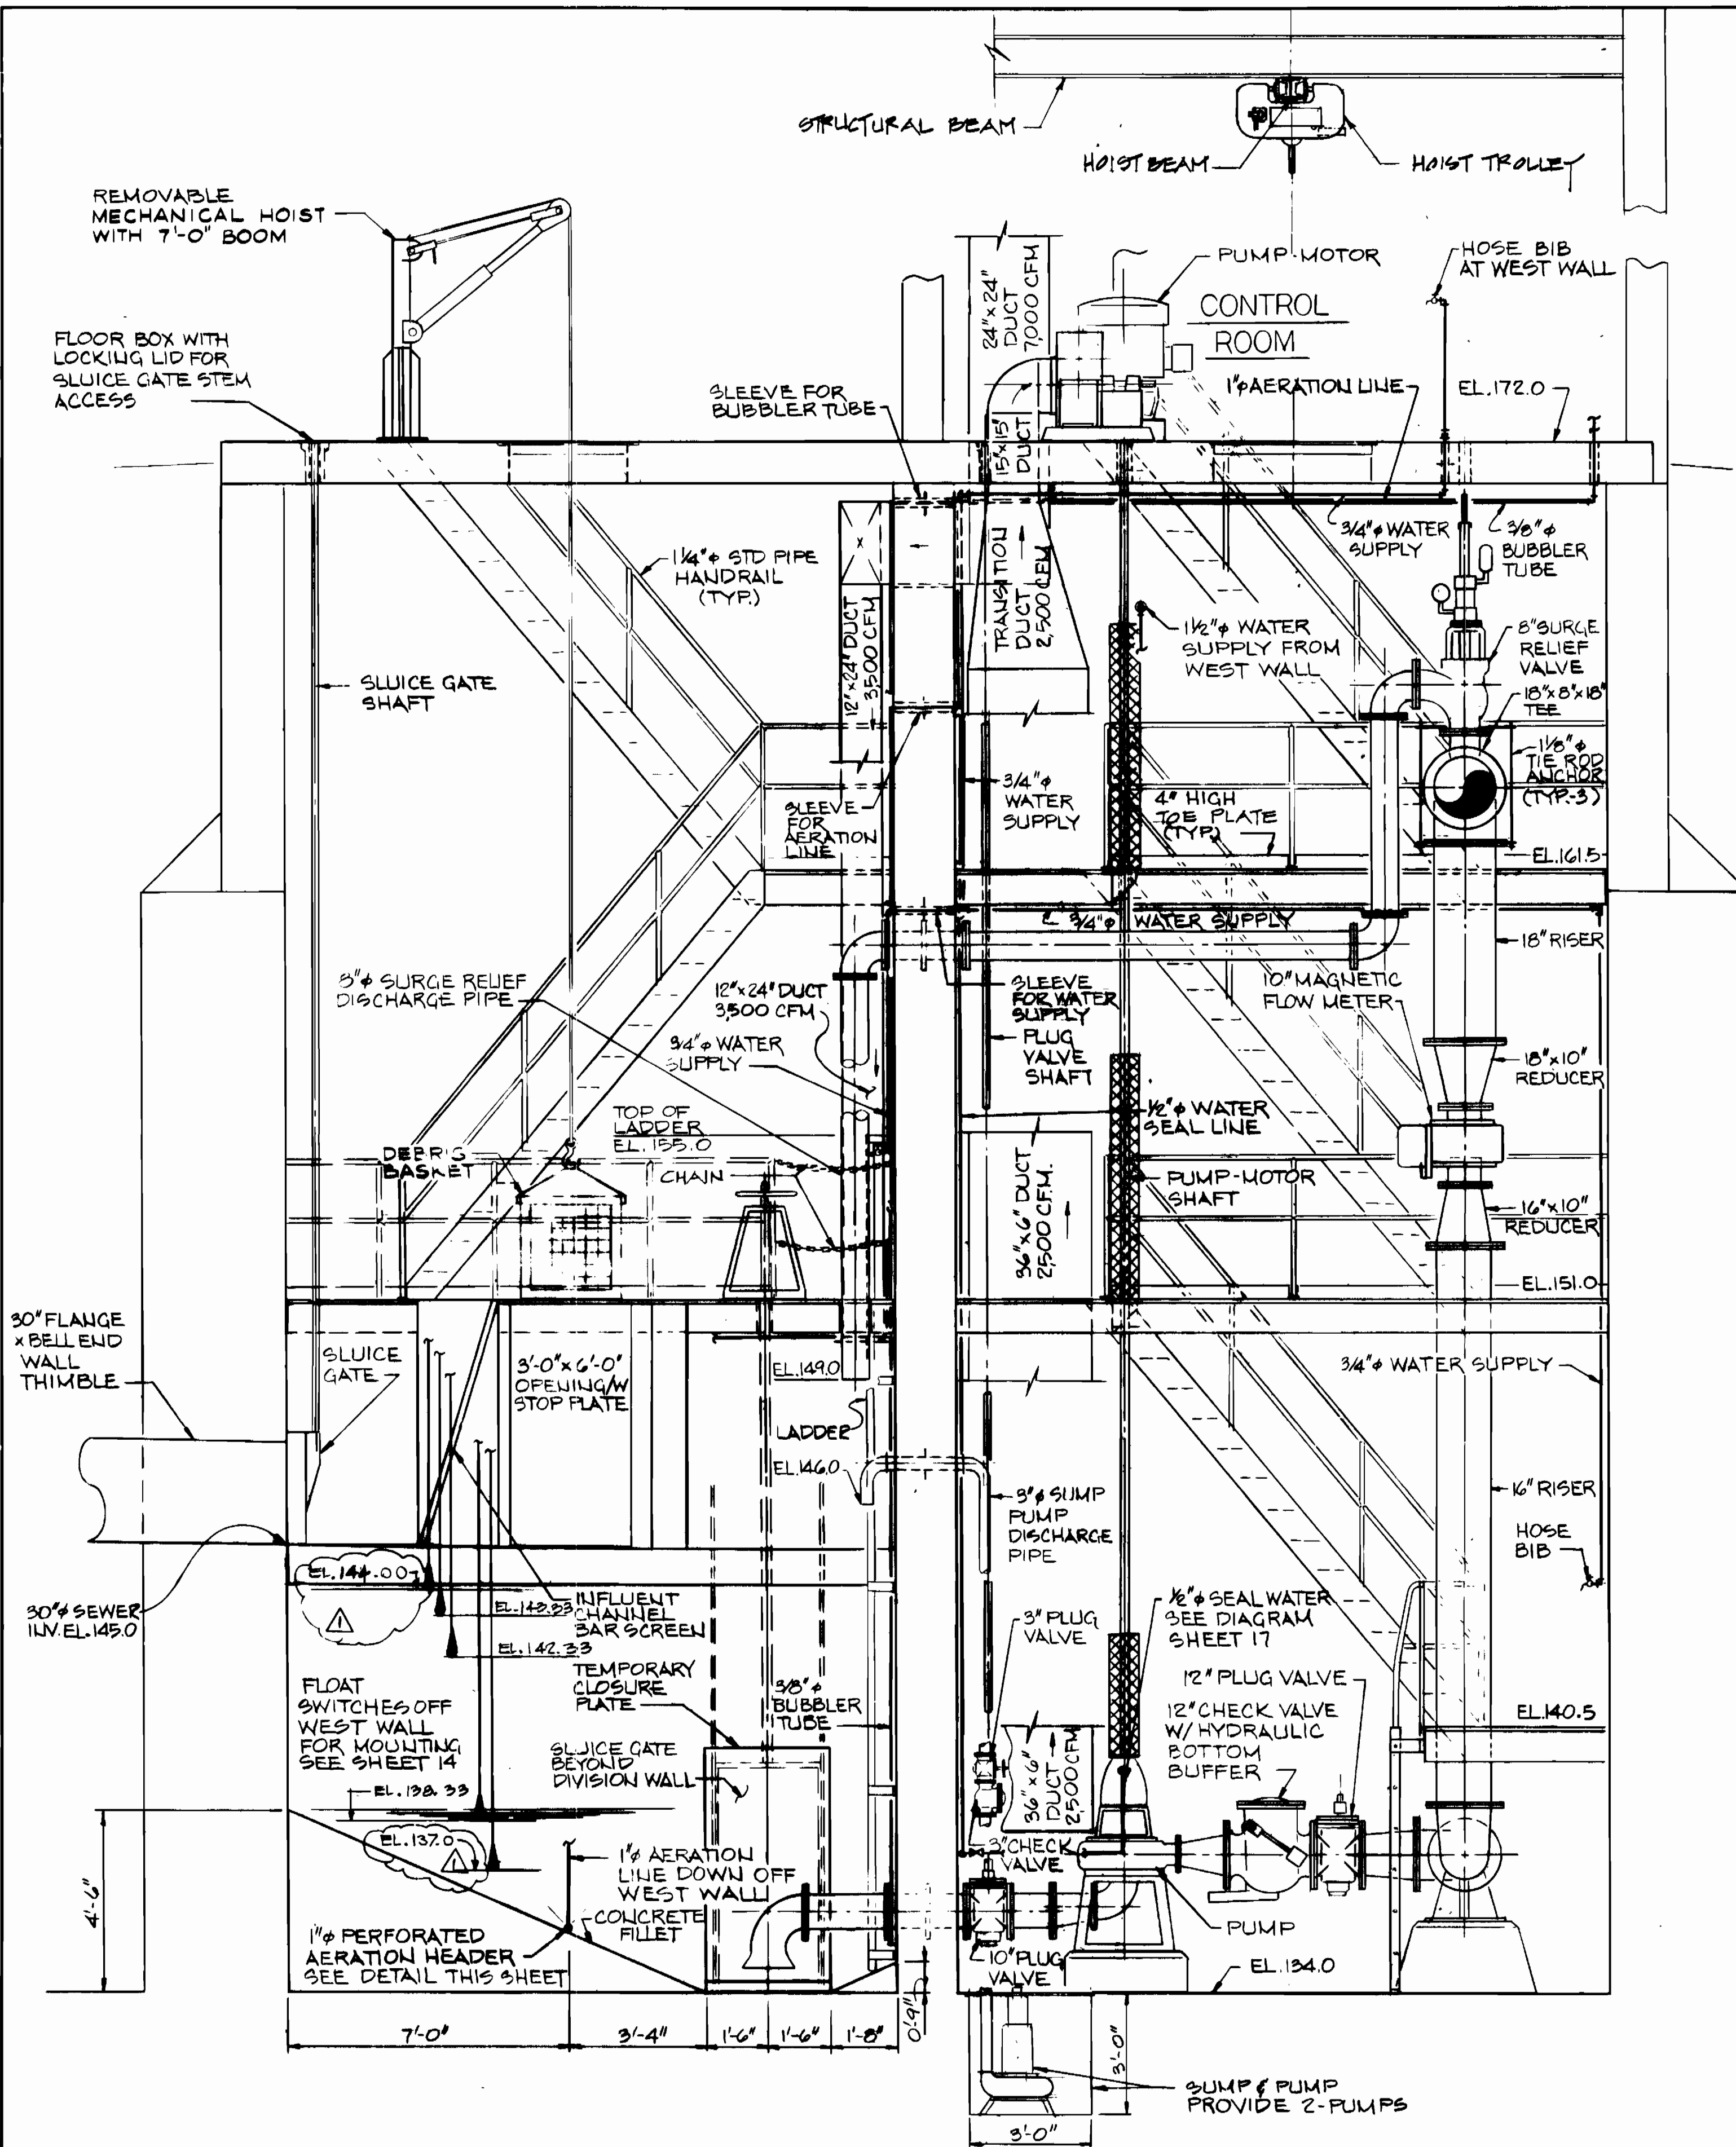 STRUCTURAL BEAM
HOIST BEAM
HOIST TROLLEY
REMOVABLE
MECHANICAL HOIST
WITH 7'-0" BOOM
PUMP-MOTOR
HOSE BIB
AT WEST WALL
24"x24"
DUCT
7,000 CFM
CONTROL
ROOM
FLOOR BOX WITH
LOCKING LID FOR
SLUICE GATE STEM
ACCESS
SLEEVE FOR
BUBBLER TUBE
1"φ AERATION LINE
EL.172.0
15"x15"
DUCT
3/4"φ WATER
SUPPLY
3/8"φ
BUBBLER
TUBE
1 1/4"φ STD PIPE
HANDRAIL
(TYP.)
TRANSITION
DUCT
2,500 CFM
12"x24" DUCT
3,500 CFM
1 1/2"φ WATER
SUPPLY FROM
WEST WALL
8" SURGE
RELIEF
VALVE
18"x8"x18"
TEE
SLUICE GATE
SHAFT
1 1/8"φ
TIE ROD
ANCHOR
(TYP.-3)
SLEEVE
FOR
AERATION
LINE
3/4"φ
WATER
SUPPLY
4" HIGH
TOE PLATE
(TYP.)
EL.161.5
3/4"φ WATER SUPPLY
18" RISER
8"φ SURGE RELIEF
DISCHARGE PIPE
12"x24" DUCT
3,500 CFM
SLEEVE
FOR WATER
SUPPLY
10" MAGNETIC
FLOW METER
3/4"φ WATER
SUPPLY
PLUG
VALVE
SHAFT
18"x10"
REDUCER
TOP OF
LADDER
EL. 155.0
1/2"φ WATER
SEAL LINE
DEBRIS
BASKET
CHAIN
36"x6" DUCT
2,500 C.F.M.
PUMP-MOTOR
SHAFT
16"x10"
REDUCER
EL.151.0
30" FLANGE
x BELL END
WALL
THIMBLE
SLUICE
GATE
3'-0"x 6'-0"
OPENING/W
STOP PLATE
EL.149.0
3/4"φ WATER SUPPLY
LADDER
EL.146.0
3"φ SUMP
PUMP
DISCHARGE
PIPE
16" RISER
HOSE
BIB
EL.144.00
1
30"φ SEWER
INV. EL.145.0
EL.143.33
INFLUENT
CHANNEL
BAR SCREEN
EL.142.33
1/2"φ SEAL WATER
SEE DIAGRAM
SHEET 17
3" PLUG
VALVE
TEMPORARY
CLOSURE
PLATE
3/8"φ
BUBBLER
TUBE
12" PLUG VALVE
FLOAT
SWITCHES OFF
WEST WALL
FOR MOUNTING
SEE SHEET 14
12" CHECK VALVE
W/ HYDRAULIC
BOTTOM
BUFFER
EL.140.5
SLUICE GATE
BEYOND
DIVISION WALL
EL.138.33
36"x6"
DUCT
2,500 CFM
EL.137.0
1
3" CHECK
VALVE
4'-6"
1"φ AERATION
LINE DOWN OFF
WEST WALL
CONCRETE
FILLET
1"φ PERFORATED
AERATION HEADER
SEE DETAIL THIS SHEET
PUMP
10" PLUG
VALVE
EL.134.0
7'-0"
3'-4"
1'-6"
1'-6"
1'-8"
0'-9"
3'-0"
SUMP & PUMP
PROVIDE 2-PUMPS
3'-0"